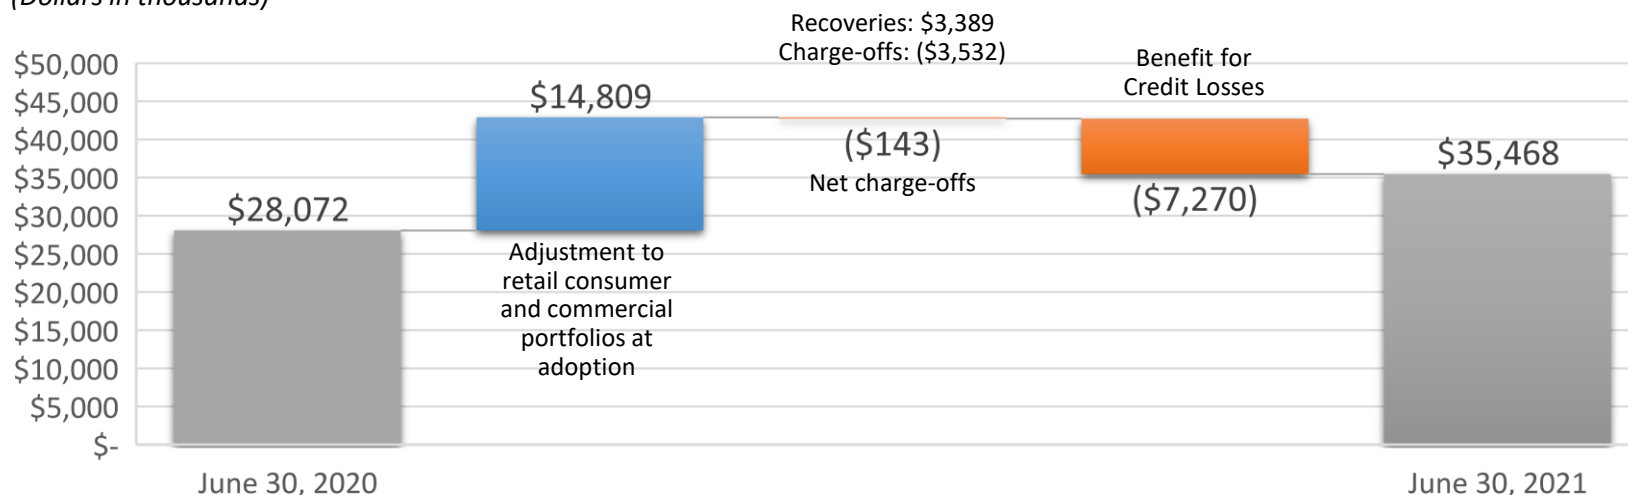 (Dollars in thousands)
Recoveries: $3,389
Charge-offs: ($3,532)
Benefit for
Credit Losses
$50,000
$45,000
$40,000
$35,000
$30,000
$25,000
$20,000
$15,000
$10,000
$5,000
$-
$28,072
$14,809
Adjustment to
retail consumer
and commercial
portfolios at
adoption
($143)
Net charge-offs
($7,270)
$35,468
June 30, 2020
June 30, 2021